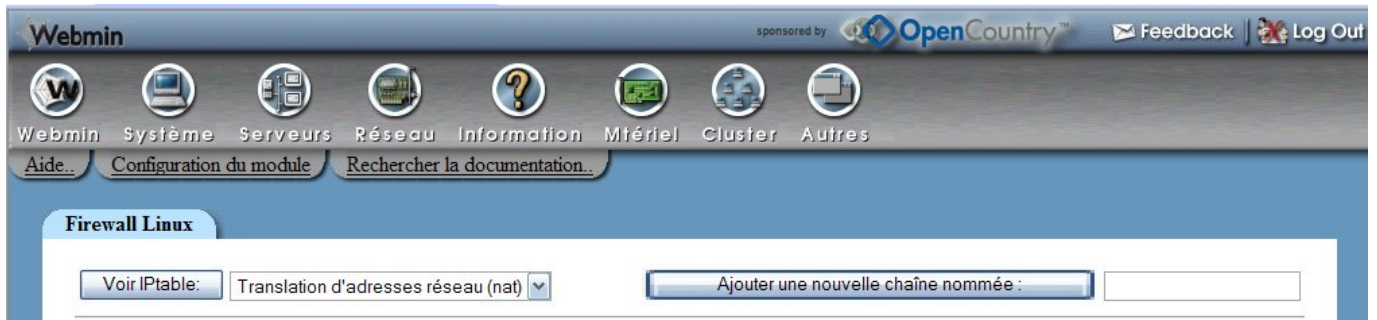 Webmin sponsored by OpenCountry™ Feedback Log Out
Webmin Système Serveurs Réseau Information Mtériel Cluster Autres
Aide.. Configuration du module Rechercher la documentation..
Firewall Linux
Voir IPtable: Translation d'adresses réseau (nat) Ajouter une nouvelle chaîne nommée :